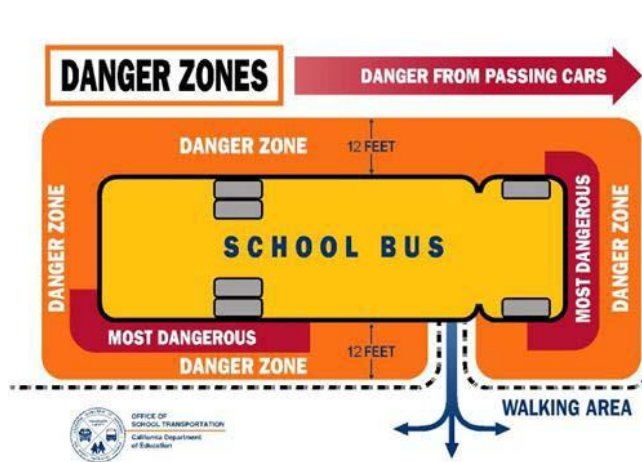 DANGER ZONES
DANGER FROM PASSING CARS
DANGER ZONE
12 FEET
DANGER ZONE
SCHOOL BUS
MOST DANGEROUS
DANGER ZONE
MOST DANGEROUS
12 FEET
DANGER ZONE
WALKING AREA
OFFICE OF
SCHOOL TRANSPORTATION
California Department
of Education